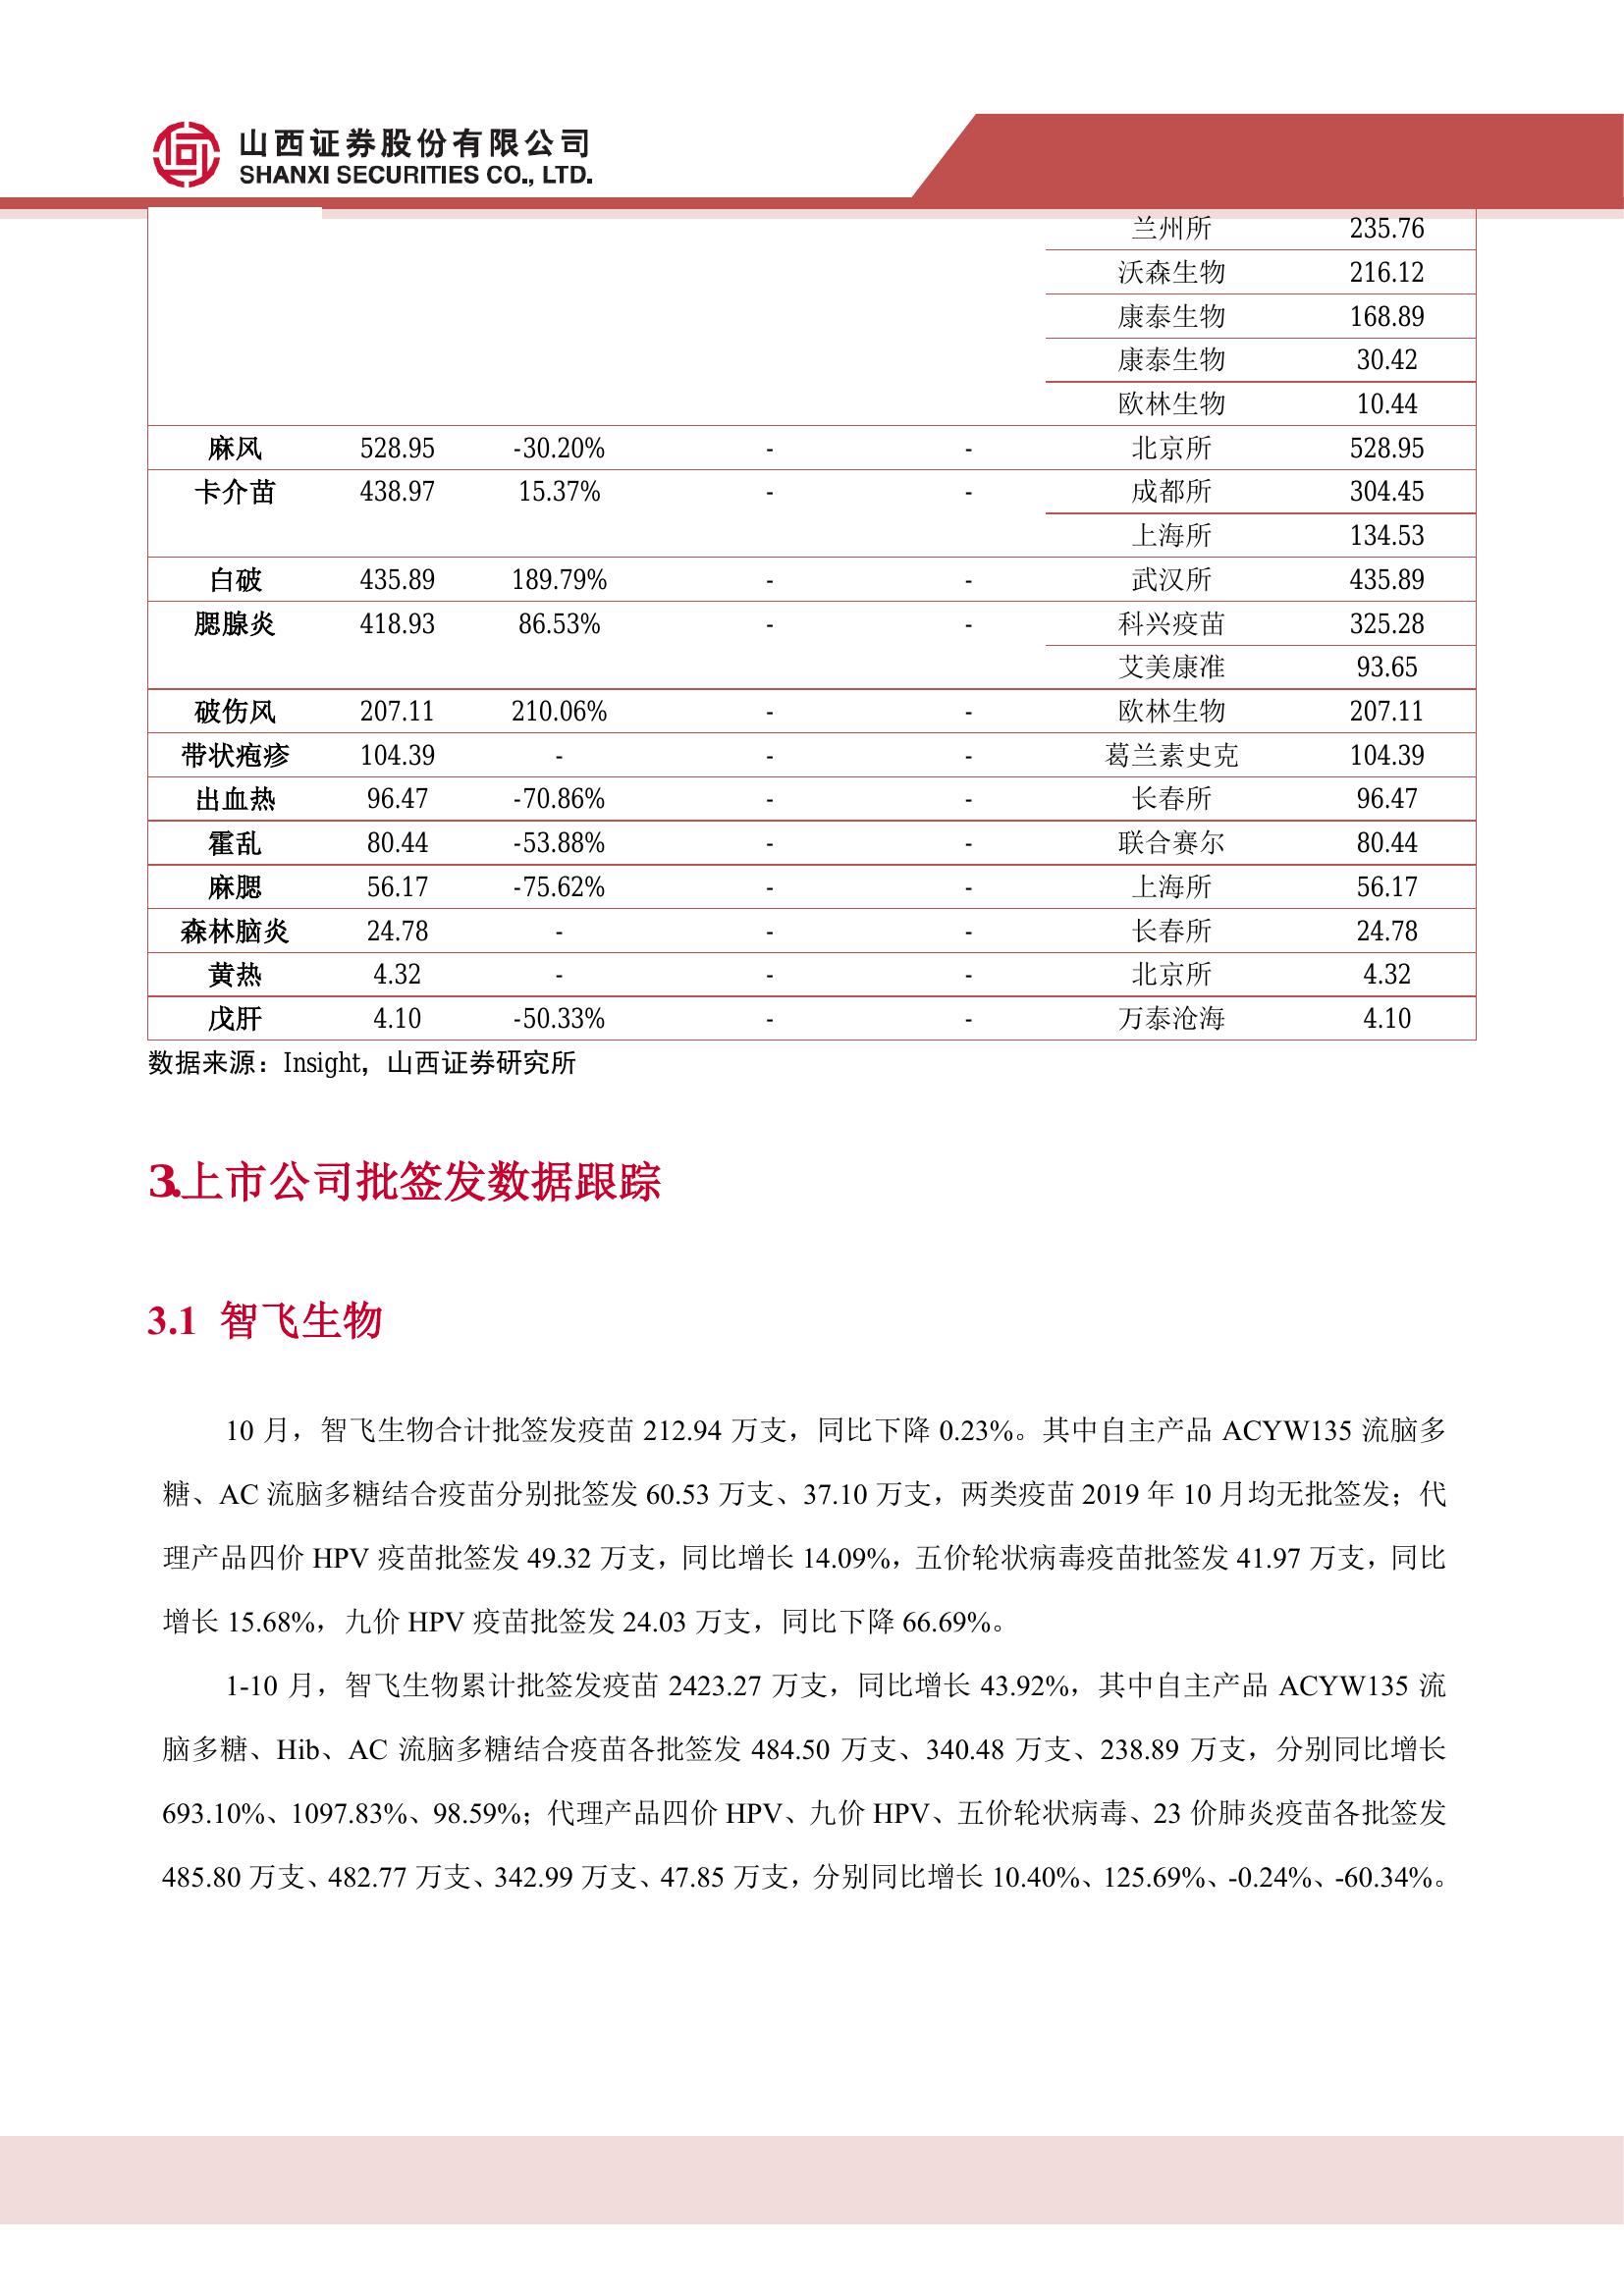 山西证券股份有限公司
SHANXI SECURITIES CO., LTD.
兰州所 235.76
沃森生物 216.12
康泰生物 168.89
康泰生物 30.42
欧林生物 10.44
麻风 528.95 -30.20% - - 北京所 528.95
卡介苗 438.97 15.37% - - 成都所 304.45
上海所 134.53
白破 435.89 189.79% - - 武汉所 435.89
腮腺炎 418.93 86.53% - - 科兴疫苗 325.28
艾美康准 93.65
破伤风 207.11 210.06% - - 欧林生物 207.11
带状疱疹 104.39 - - - 葛兰素史克 104.39
出血热 96.47 -70.86% - - 长春所 96.47
霍乱 80.44 -53.88% - - 联合赛尔 80.44
麻腮 56.17 -75.62% - - 上海所 56.17
森林脑炎 24.78 - - - 长春所 24.78
黄热 4.32 - - - 北京所 4.32
戊肝 4.10 -50.33% - - 万泰沧海 4.10
数据来源：Insight，山西证券研究所
3.上市公司批签发数据跟踪
3.1 智飞生物
10 月，智飞生物合计批签发疫苗 212.94 万支，同比下降 0.23%。其中自主产品 ACYW135 流脑多
糖、AC 流脑多糖结合疫苗分别批签发 60.53 万支、37.10 万支，两类疫苗 2019 年 10 月均无批签发；代
理产品四价 HPV 疫苗批签发 49.32 万支，同比增长 14.09%，五价轮状病毒疫苗批签发 41.97 万支，同比
增长 15.68%，九价 HPV 疫苗批签发 24.03 万支，同比下降 66.69%。
1-10 月，智飞生物累计批签发疫苗 2423.27 万支，同比增长 43.92%，其中自主产品 ACYW135 流
脑多糖、Hib、AC 流脑多糖结合疫苗各批签发 484.50 万支、340.48 万支、238.89 万支，分别同比增长
693.10%、1097.83%、98.59%；代理产品四价 HPV、九价 HPV、五价轮状病毒、23 价肺炎疫苗各批签发
485.80 万支、482.77 万支、342.99 万支、47.85 万支，分别同比增长 10.40%、125.69%、-0.24%、-60.34%。